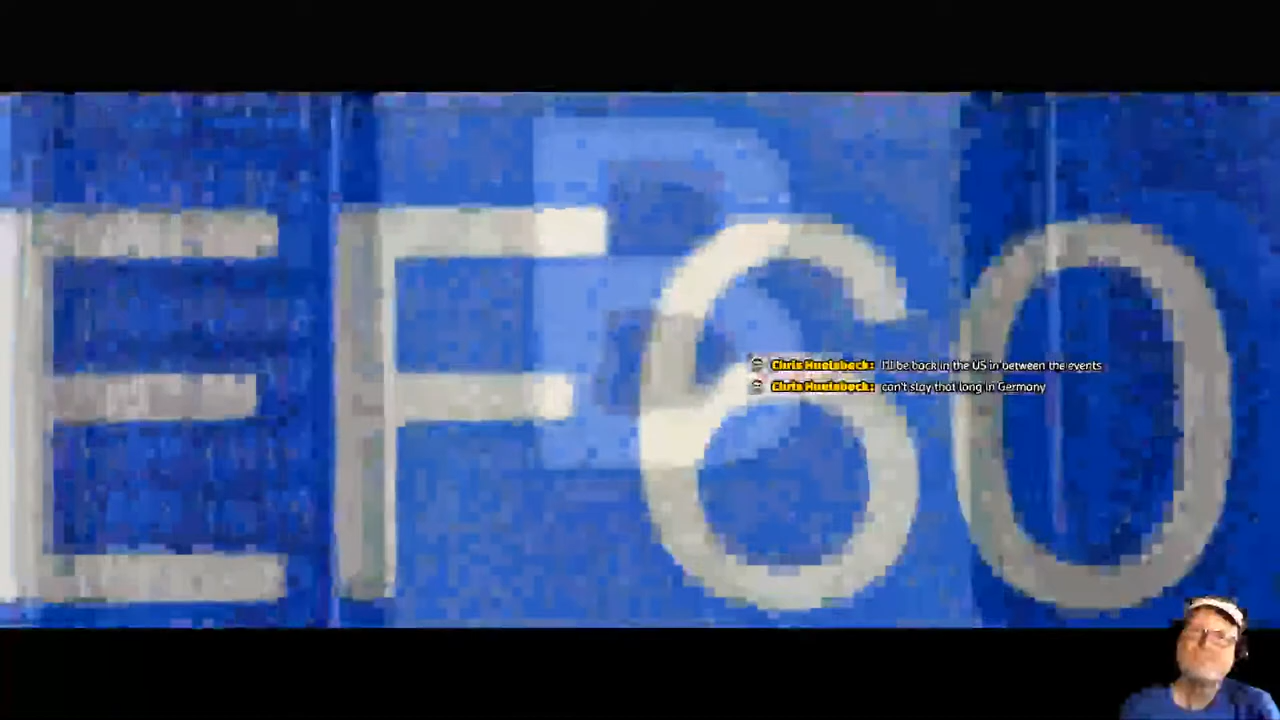 EF60
B
Chris Huelsbeck: I'll be back in the US in between the events
Chris Huelsbeck: can't stay that long in Germany